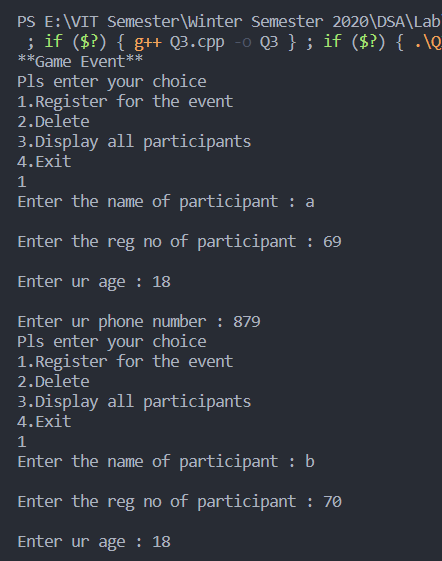 PS E:\VIT Semester\Winter Semester 2020\DSA\Lab
; if ($?) { g++ Q3.cpp -o Q3 } ; if ($?) { .\Q
**Game Event**
Pls enter your choice
1.Register for the event
2.Delete
3.Display all participants
4.Exit
1
Enter the name of participant : a
Enter the reg no of participant : 69
Enter ur age : 18
Enter ur phone number : 879
Pls enter your choice
1.Register for the event
2.Delete
3.Display all participants
4.Exit
1
Enter the name of participant : b
Enter the reg no of participant : 70
Enter ur age : 18